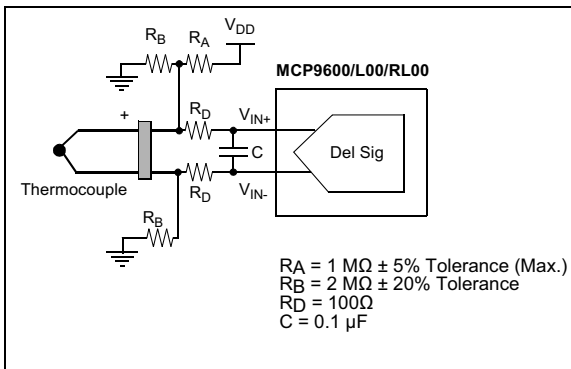 VDD
RB RA
MCP9600/L00/RL00
+
RD VIN+
C Del Sig
Thermocouple
RD VIN-
RB
RA = 1 MΩ ± 5% Tolerance (Max.)
RB = 2 MΩ ± 20% Tolerance
RD = 100Ω
C = 0.1 µF